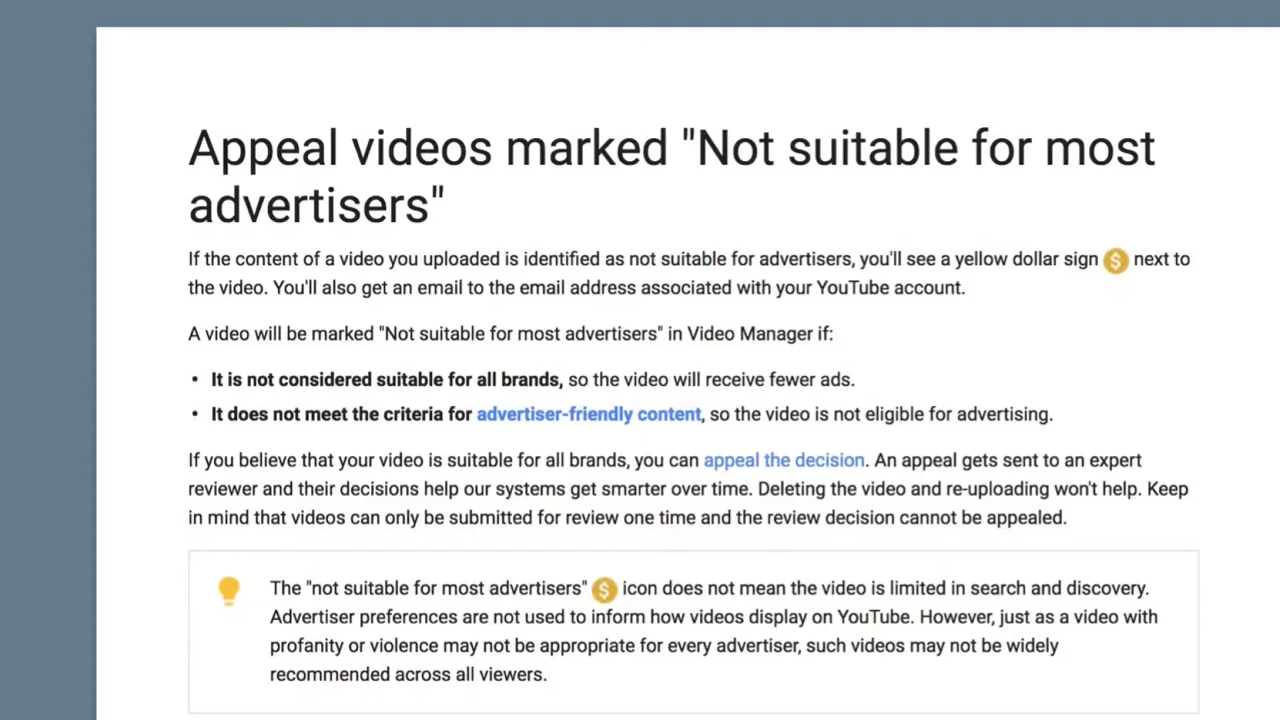 Appeal videos marked "Not suitable for most
advertisers"
If the content of a video you uploaded is identified as not suitable for advertisers, you'll see a yellow dollar sign $ next to
the video. You'll also get an email to the email address associated with your YouTube account.
A video will be marked "Not suitable for most advertisers" in Video Manager if:
• It is not considered suitable for all brands, so the video will receive fewer ads.
• It does not meet the criteria for advertiser-friendly content, so the video is not eligible for advertising.
If you believe that your video is suitable for all brands, you can appeal the decision. An appeal gets sent to an expert
reviewer and their decisions help our systems get smarter over time. Deleting the video and re-uploading won't help. Keep
in mind that videos can only be submitted for review one time and the review decision cannot be appealed.
The "not suitable for most advertisers" $ icon does not mean the video is limited in search and discovery.
Advertiser preferences are not used to inform how videos display on YouTube. However, just as a video with
profanity or violence may not be appropriate for every advertiser, such videos may not be widely
recommended across all viewers.